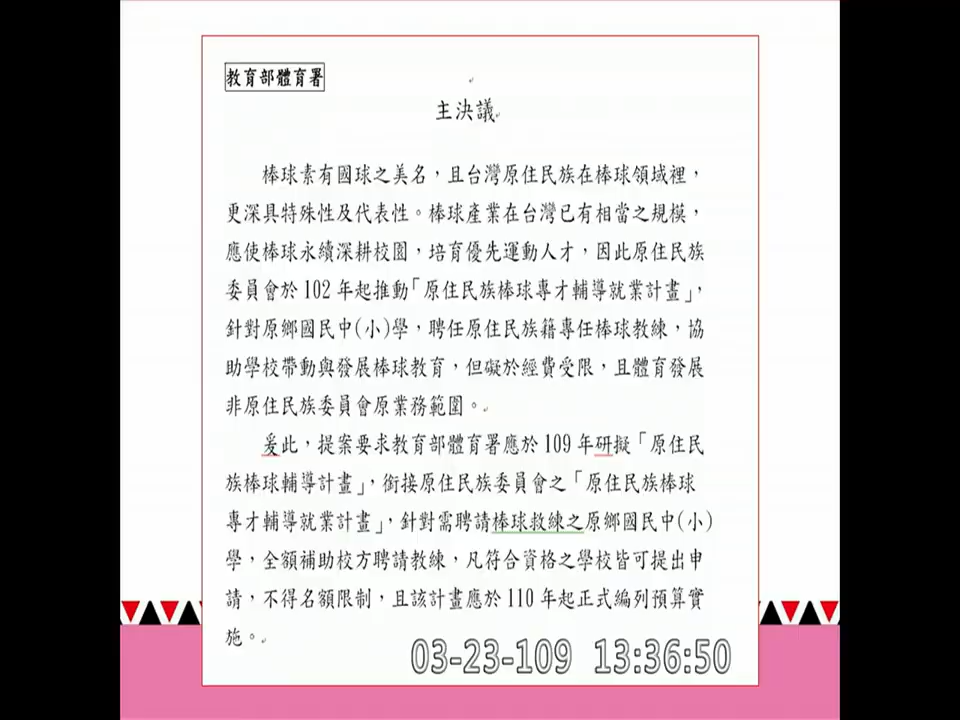 教育部體育署
主決議
棒球素有國球之美名，且台灣原住民族在棒球領域裡，
更深具特殊性及代表性。棒球產業在台灣已有相當之規模，
應使棒球永續深耕校園，培育優先運動人才，因此原住民族
委員會於102年起推動「原住民族棒球專才輔導就業計畫」，
針對原鄉國民中(小)學，聘任原住民族籍專任棒球教練，協
助學校帶動與發展棒球教育，但礙於經費受限，且體育發展
非原住民族委員會原業務範圍。
爰此，提案要求教育部體育署應於109年研擬「原住民
族棒球輔導計畫」，銜接原住民族委員會之「原住民族棒球
專才輔導就業計畫」，針對需聘請棒球救練之原鄉國民中(小)
學，全額補助校方聘請教練，凡符合資格之學校皆可提出申
請，不得名額限制，且該計畫應於110年起正式編列預算實
施。
03-23-109 13:36:50